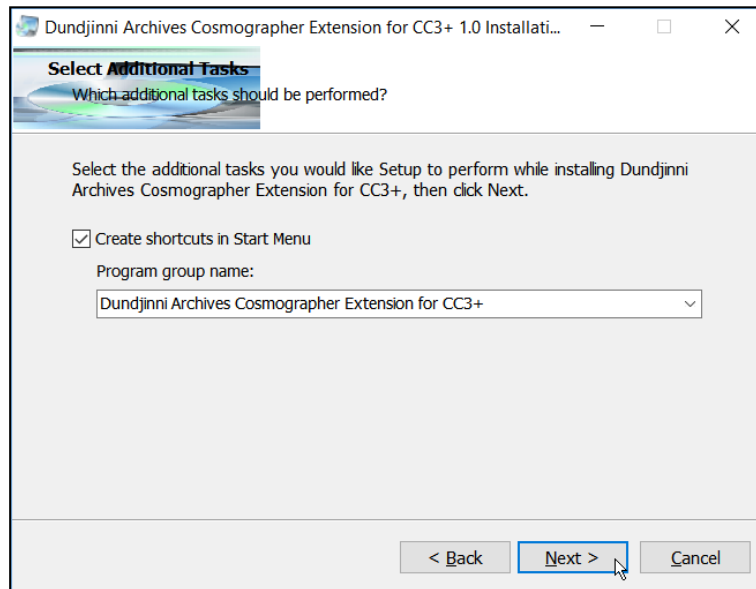 Dundjinni Archives Cosmographer Extension for CC3+ 1.0 Installati...
Select Additional Tasks
Which additional tasks should be performed?
Select the additional tasks you would like Setup to perform while installing Dundjinni
Archives Cosmographer Extension for CC3+, then click Next.
Create shortcuts in Start Menu
Program group name:
Dundjinni Archives Cosmographer Extension for CC3+
< Back
Next >
Cancel